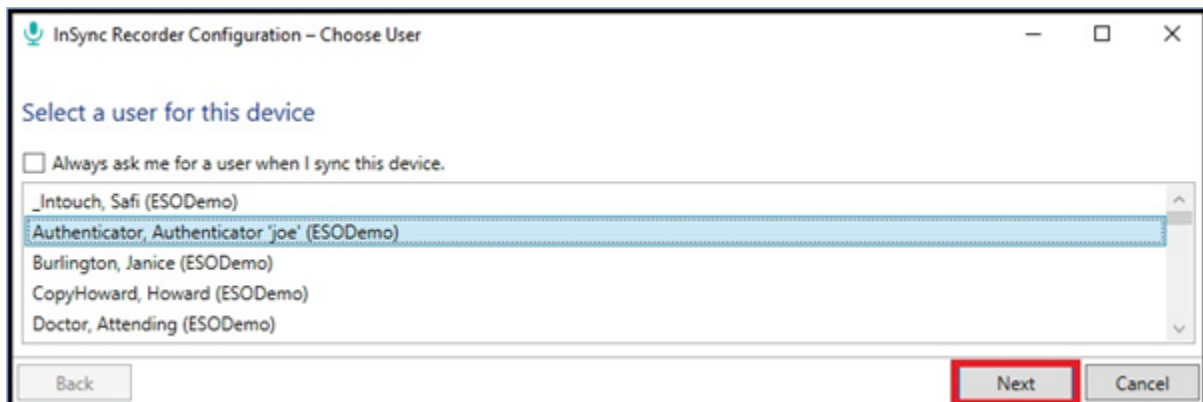 InSync Recorder Configuration – Choose User
Select a user for this device
Always ask me for a user when I sync this device.
_Intouch, Safi (ESODemo)
Authenticator, Authenticator 'joe' (ESODemo)
Burlington, Janice (ESODemo)
CopyHoward, Howard (ESODemo)
Doctor, Attending (ESODemo)
Back Next Cancel